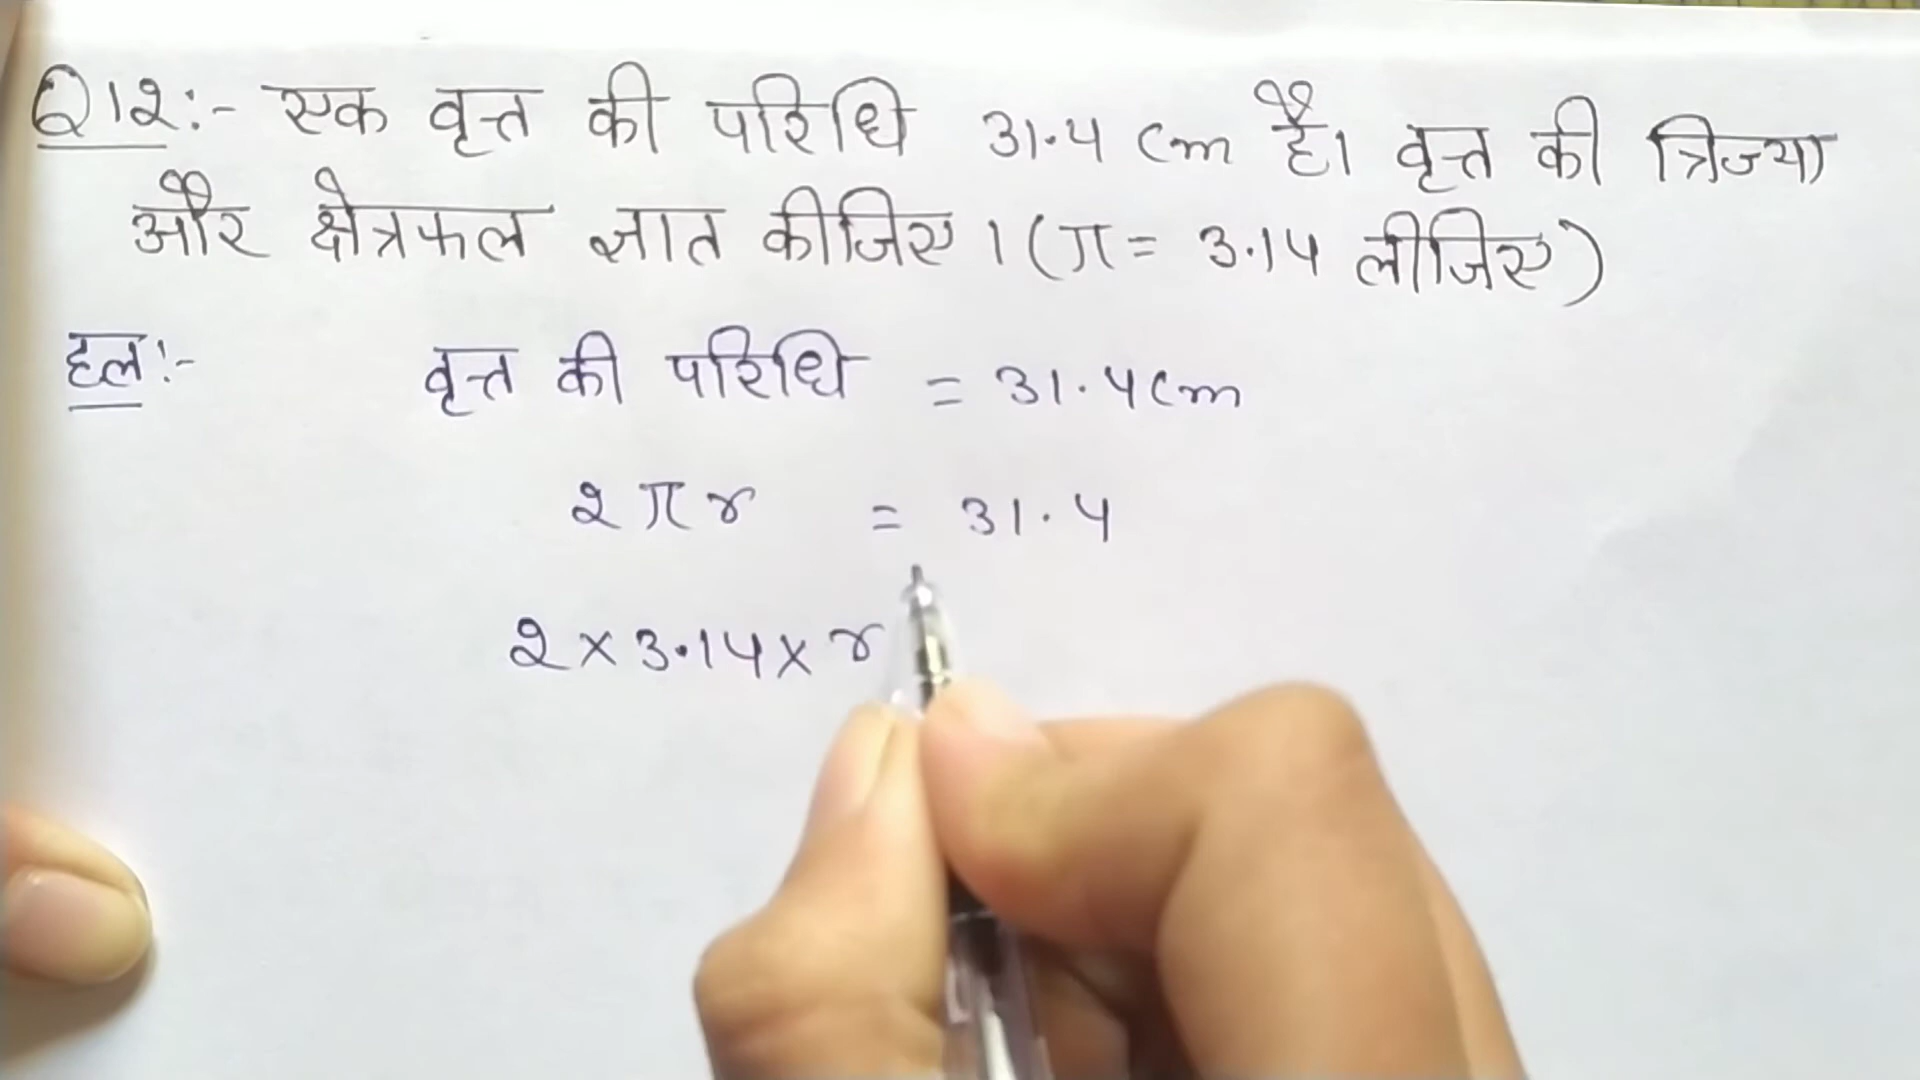 Q12:- एक वृत्त की परिधि 31.4 cm है। वृत्त की त्रिज्या
और क्षेत्रफल ज्ञात कीजिए। (π = 3.14 लीजिए)
हल:- वृत्त की परिधि = 31.4 cm
2 π r = 31.4
2 × 3.14 × r